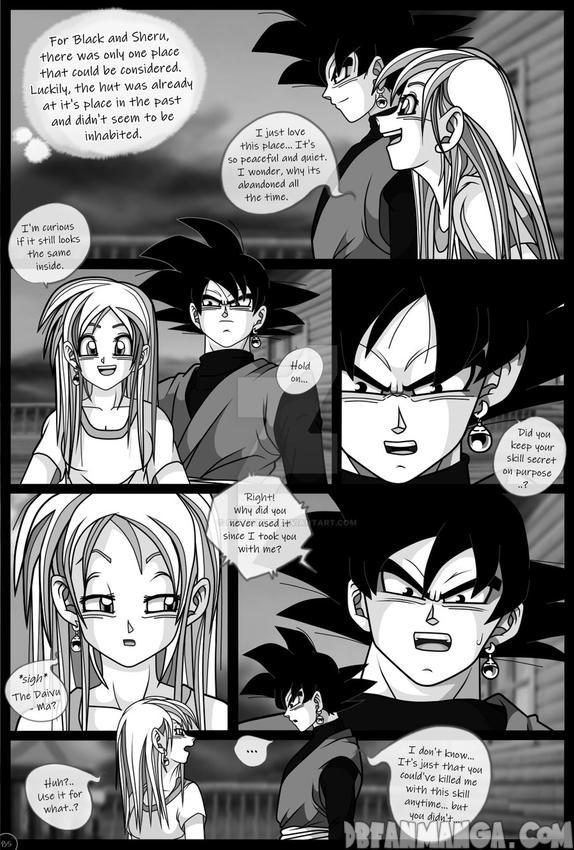 For Black and Sheru,
there was only one place
that could be considered.
Luckily, the hut was already
at it's place in the past
and didn't seem to be
inhabited.
I just love
this place... It's
so peaceful and quiet.
I wonder, why its
abandoned all
the time.
I'm curious
if it still looks
the same
inside.
Hold
on...
Did you
keep your
skill secret
on purpose
..?
Right!
Why did you
never used it
since I took you
with me?
*sigh*
The Daivu
- ma?
Huh?..
Use it for
what..?
...
I don't know...
It's just that you
could've killed me
with this skill
anytime... but
you didn't...
DBFANMANGA.COM